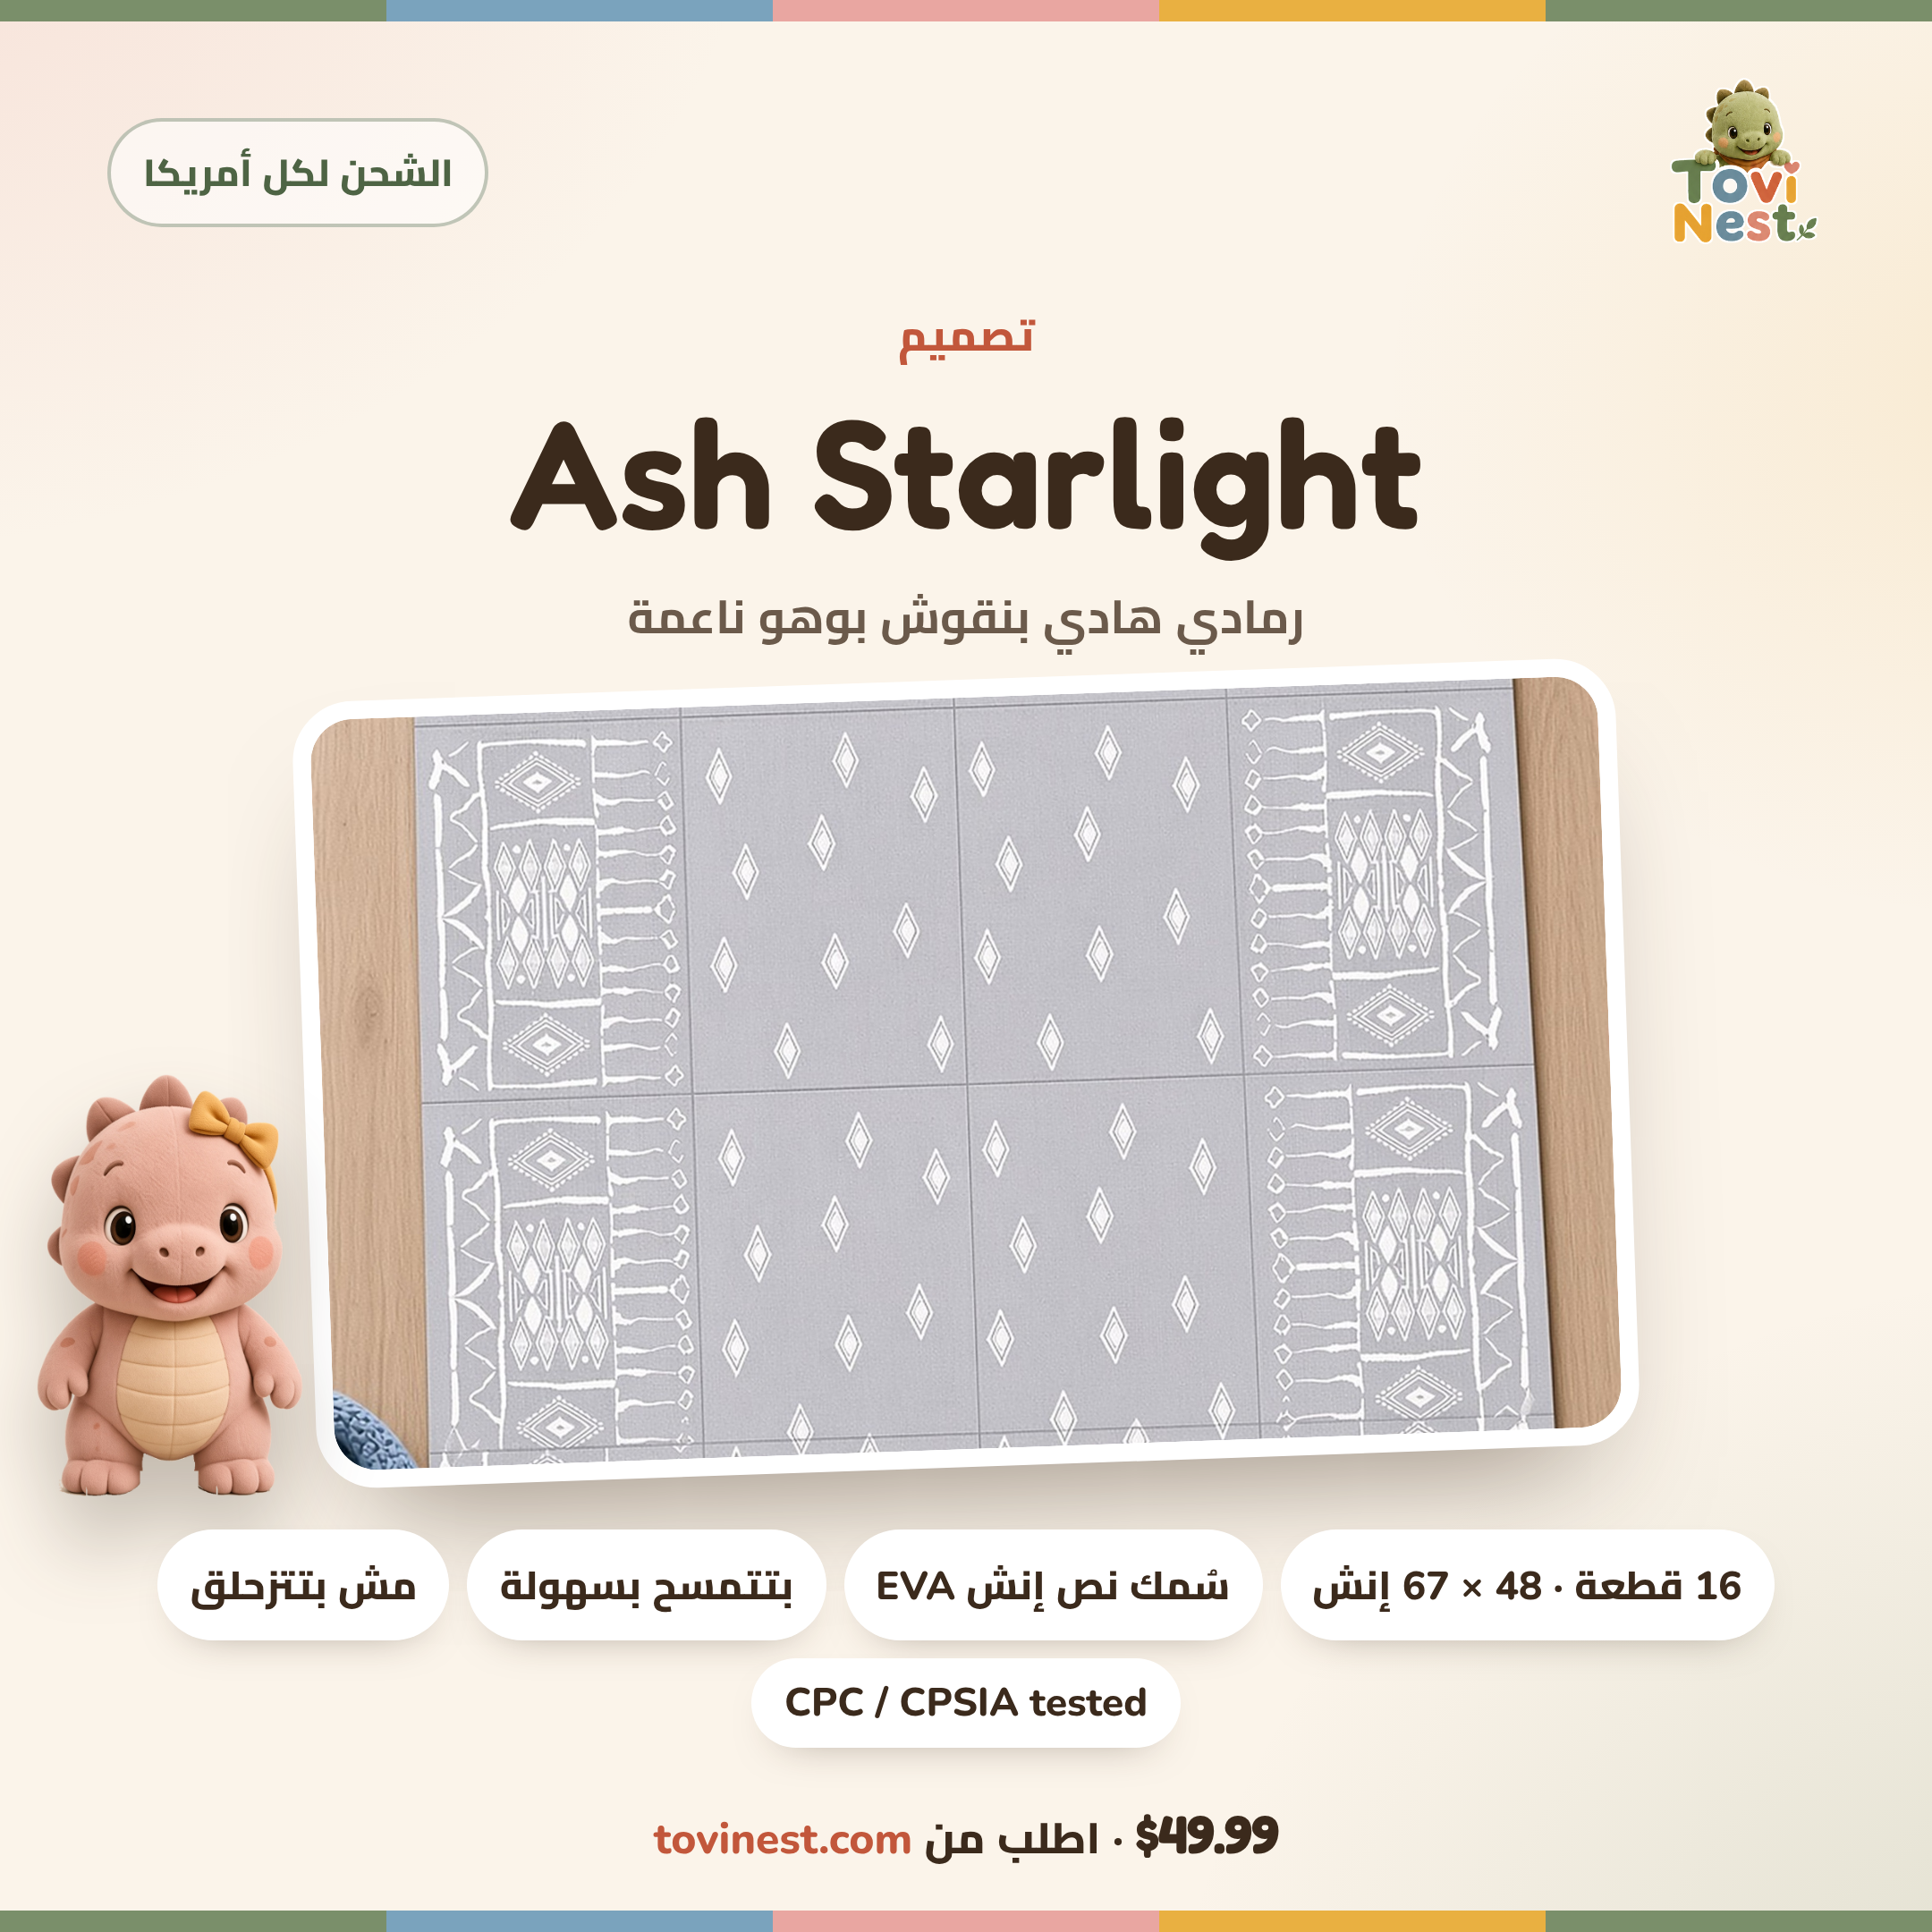 الشحن لكل أمريكا
Tovi
Nest
تصميم
Ash Starlight
رمادي هادي بنقوش بوهو ناعمة
16 قطعة · 48 × 67 إنش
سُمك نص إنش EVA
بتتمسح بسهولة
مش بتتزحلق
CPC / CPSIA tested
$49.99 · اطلب من tovinest.com